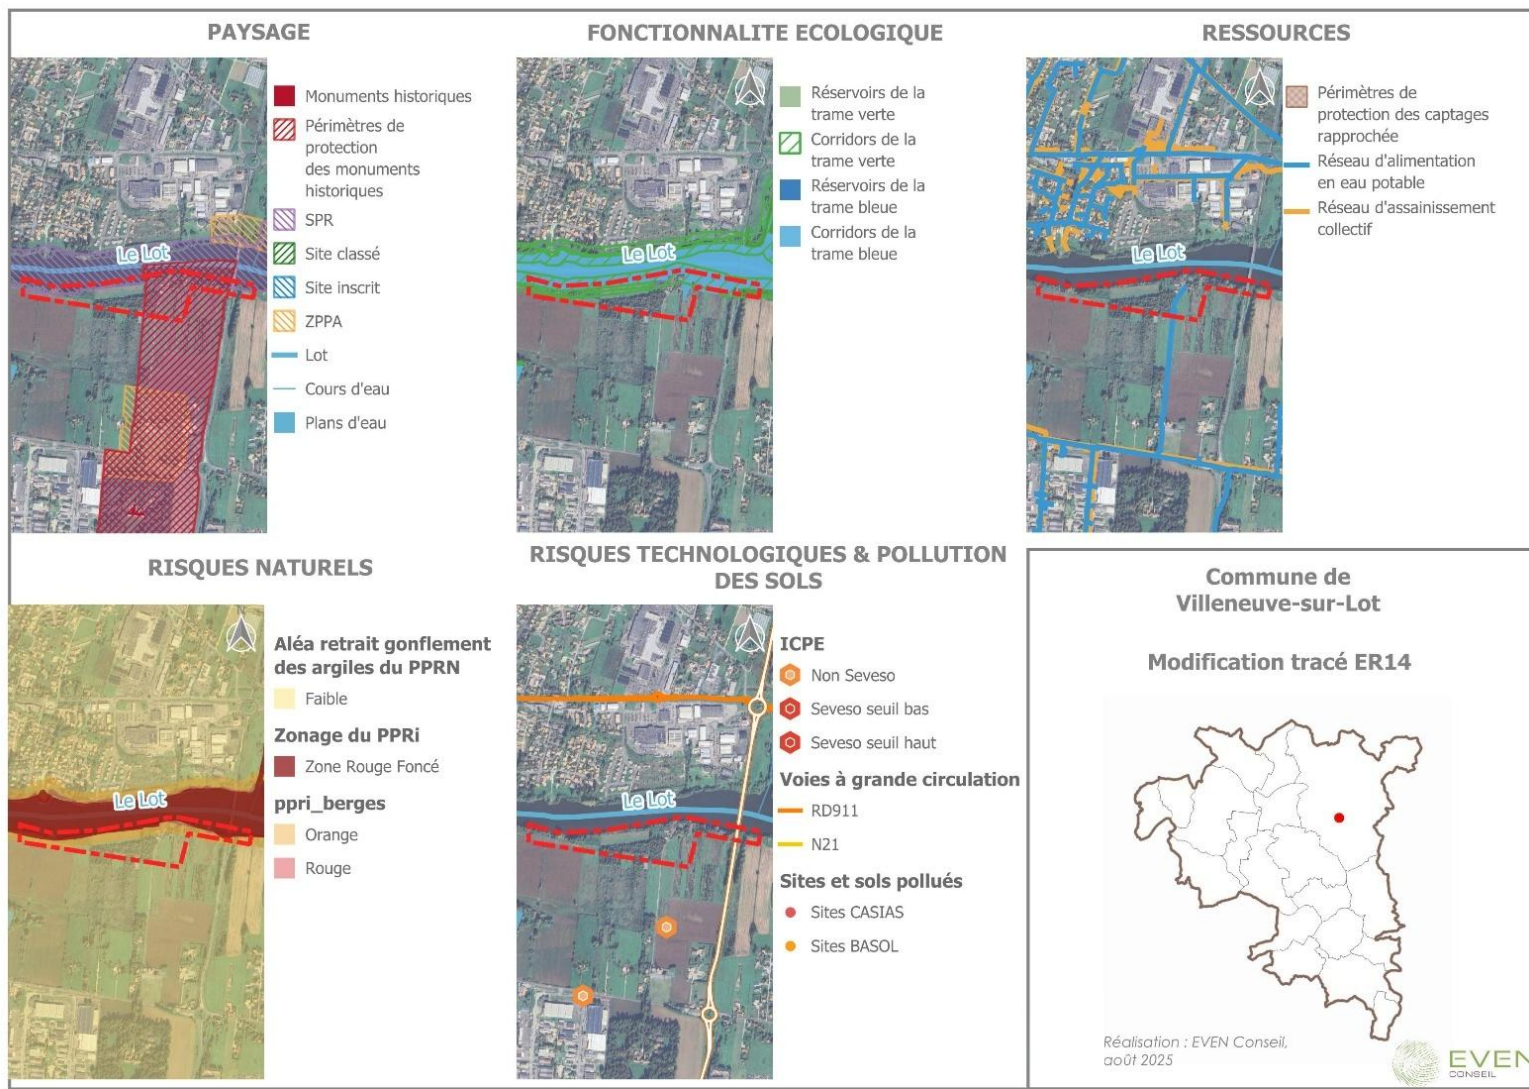 PAYSAGE
Monuments historiques
Périmètres de
protection
des monuments
historiques
SPR
Site classé
Site inscrit
ZPPA
Lot
Cours d'eau
Plans d'eau
Le Lot
FONCTIONNALITE ECOLOGIQUE
Réservoirs de la
trame verte
Corridors de la
trame verte
Réservoirs de la
trame bleue
Corridors de la
trame bleue
Le Lot
RESSOURCES
Périmètres de
protection des captages
rapprochée
Réseau d'alimentation
en eau potable
Réseau d'assainissement
collectif
Le Lot
RISQUES NATURELS
Aléa retrait gonflement
des argiles du PPRN
Faible
Zonage du PPRi
Zone Rouge Foncé
ppri_berges
Orange
Rouge
Le Lot
RISQUES TECHNOLOGIQUES & POLLUTION
DES SOLS
ICPE
Non Seveso
Seveso seuil bas
Seveso seuil haut
Voies à grande circulation
RD911
N21
Sites et sols pollués
Sites CASIAS
Sites BASOL
Le Lot
Commune de
Villeneuve-sur-Lot
Modification tracé ER14
Réalisation : EVEN Conseil,
août 2025
EVEN
CONSEIL